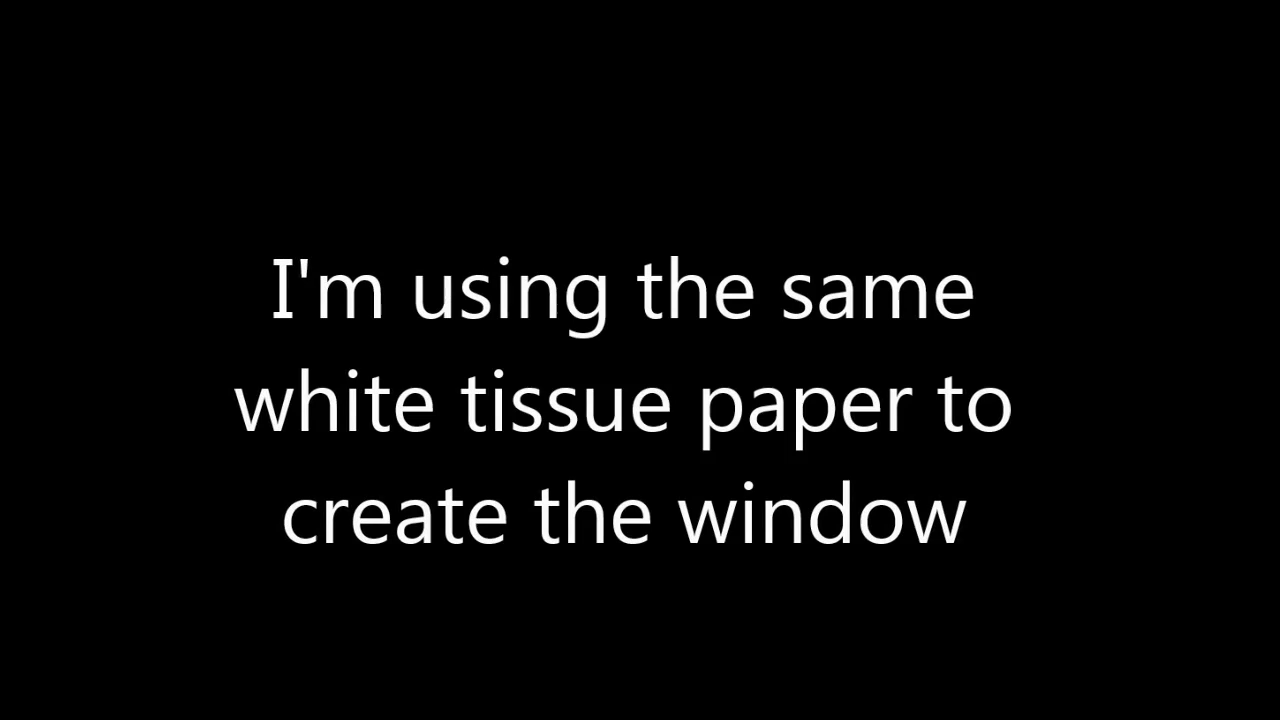 I'm using the same
white tissue paper to
create the window